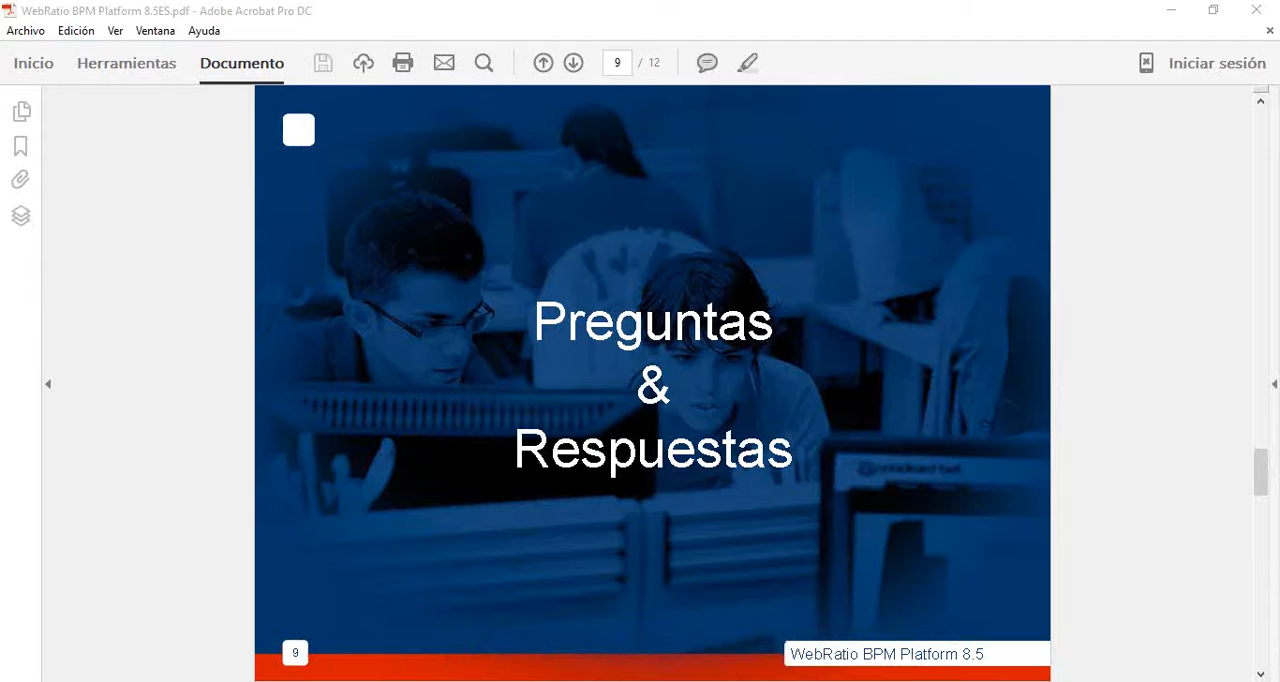 WebRatio BPM Platform 8.5ES.pdf - Adobe Acrobat Pro DC
Archivo Edición Ver Ventana Ayuda
Inicio Herramientas Documento 9 / 12 Iniciar sesión
Preguntas
&
Respuestas
9
WebRatio BPM Platform 8.5